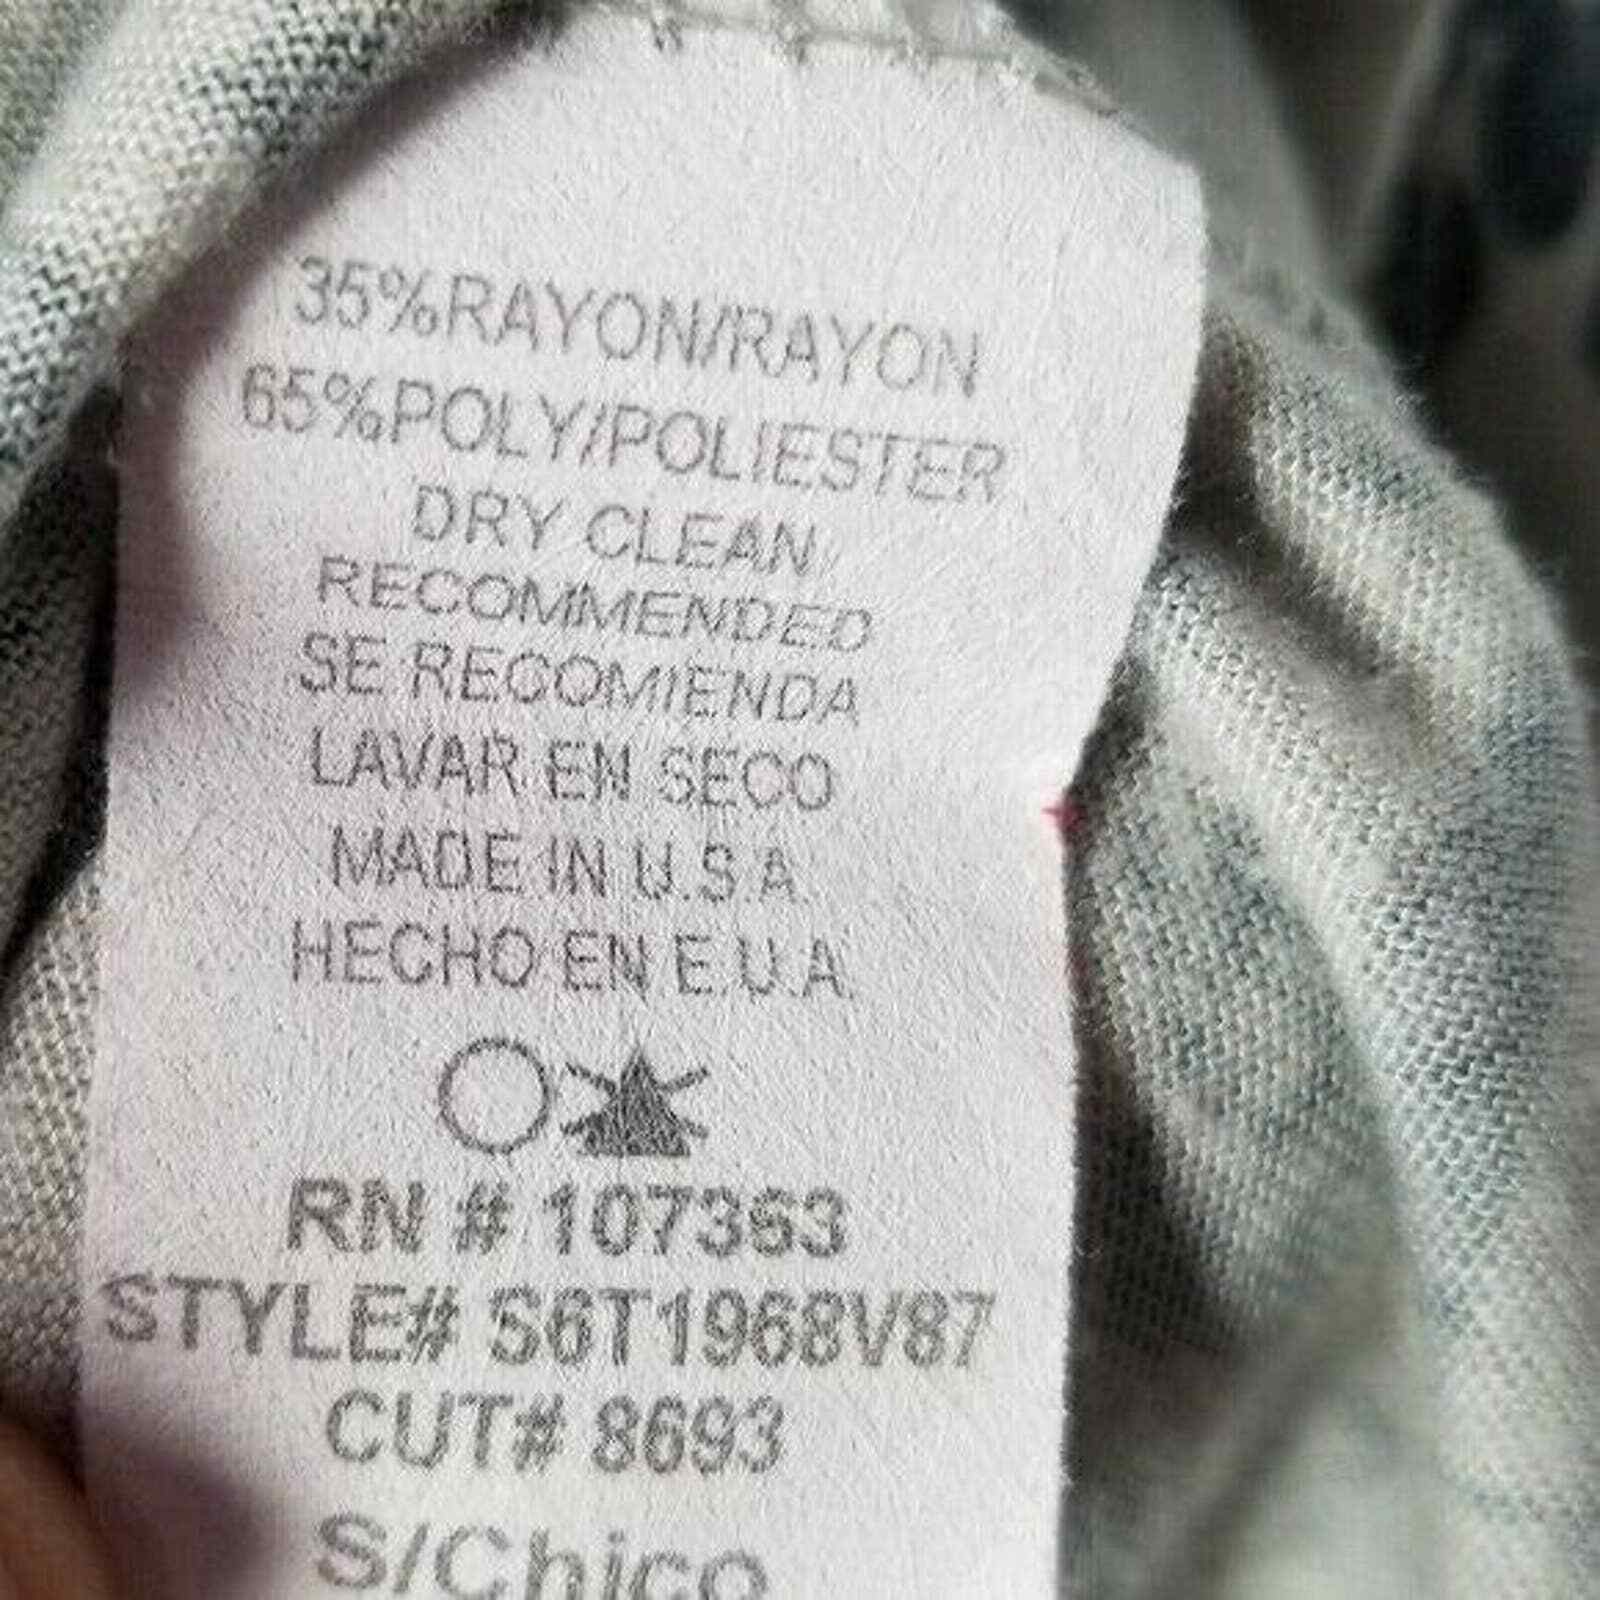 35%RAYON/RAYON
65%POLY/POLIESTER
DRY CLEAN
RECOMMENDED
SE RECOMIENDA
LAVAR EN SECO
MADE IN U.S.A.
HECHO EN E.U.A.
RN # 107363
STYLE# S6T1968V87
CUT# 8693
S/Chico